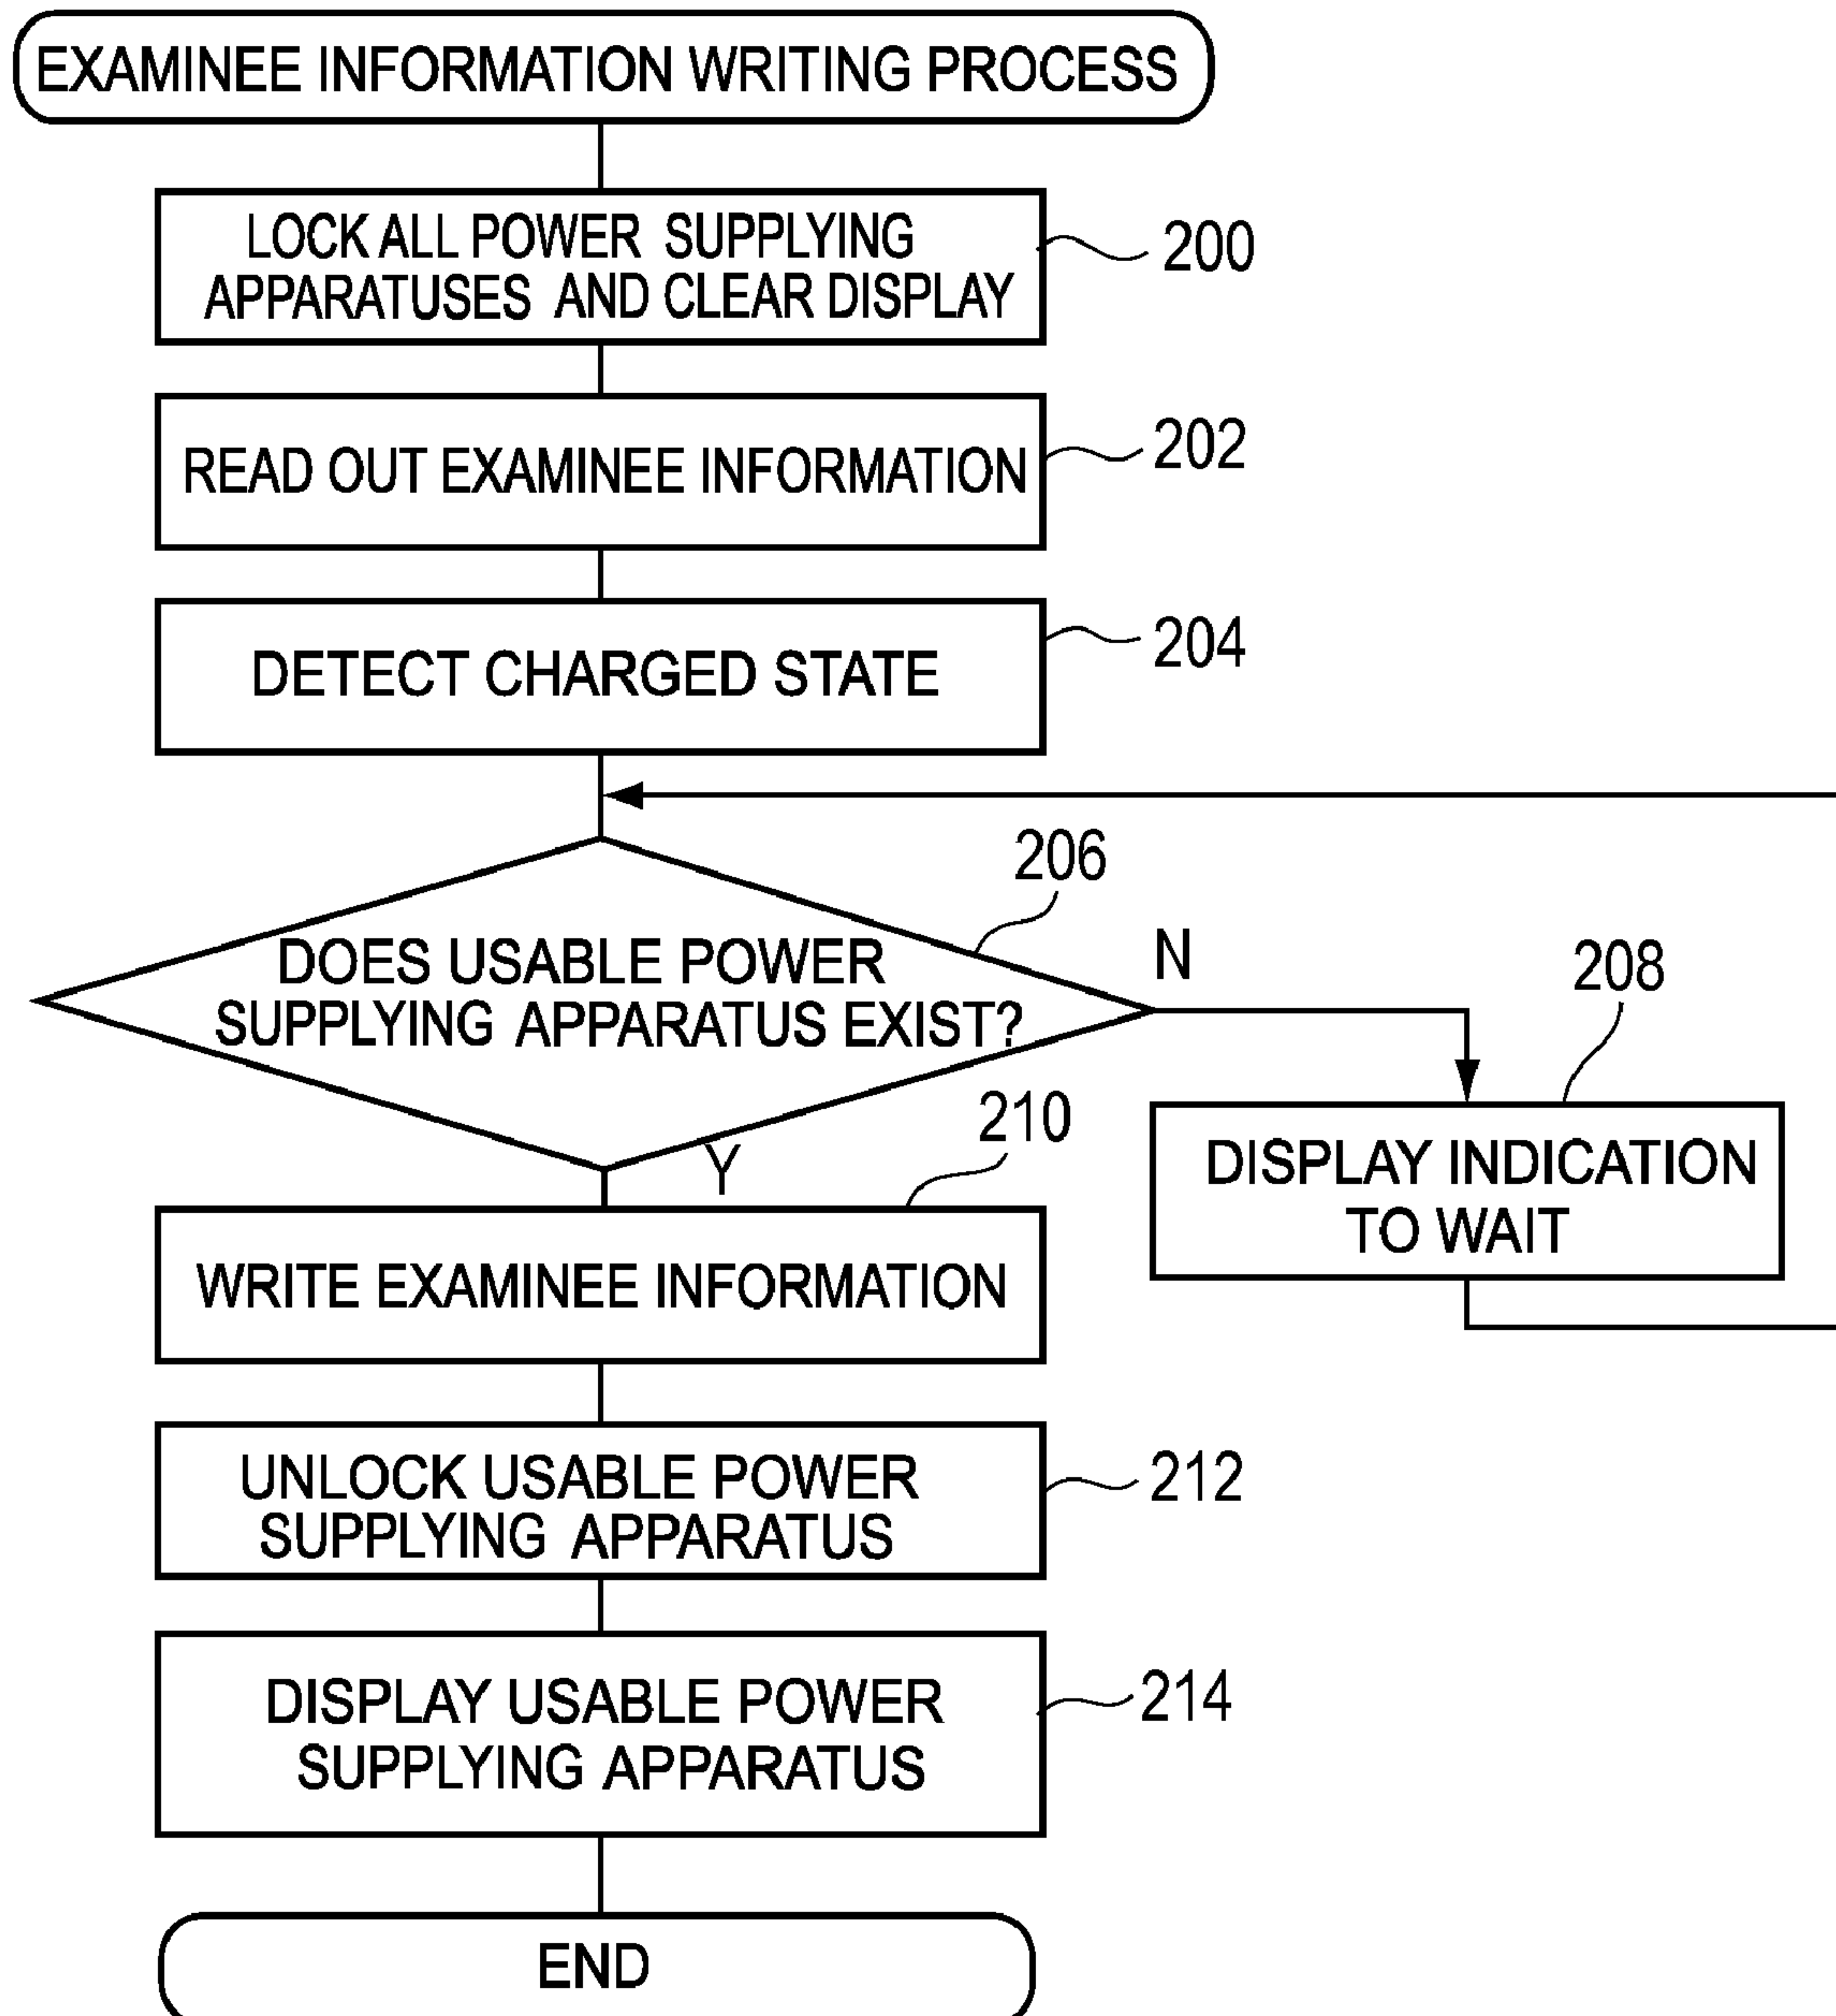 EXAMINEE INFORMATION WRITING PROCESS
LOCK ALL POWER SUPPLYING
APPARATUSES AND CLEAR DISPLAY
200
READ OUT EXAMINEE INFORMATION
202
DETECT CHARGED STATE
204
206
DOES USABLE POWER
SUPPLYING APPARATUS EXIST?
N
208
DISPLAY INDICATION
TO WAIT
Y
210
WRITE EXAMINEE INFORMATION
UNLOCK USABLE POWER
SUPPLYING APPARATUS
212
DISPLAY USABLE POWER
SUPPLYING APPARATUS
214
END